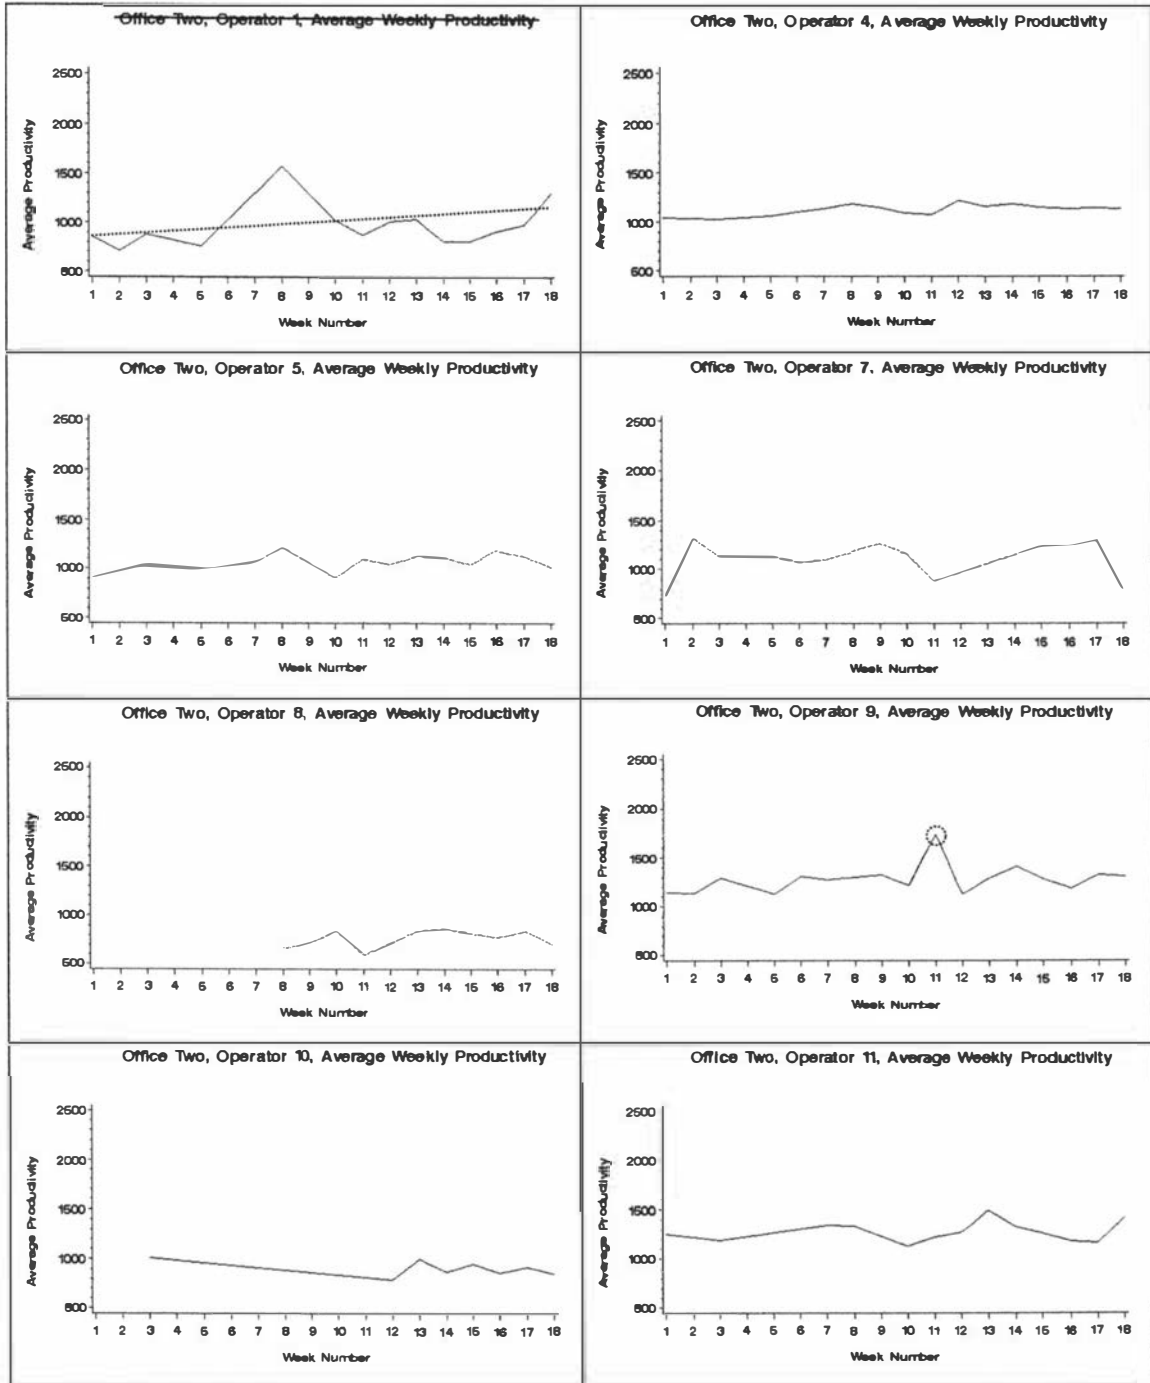 Office Two, Operator 1, Average Weekly Productivity
2500
2000
1500
1000
500
Average Productivity
1 2 3 4 5 6 7 8 9 10 11 12 13 14 15 16 17 18
Week Number
Office Two, Operator 4, Average Weekly Productivity
2500
2000
1500
1000
500
Average Productivity
1 2 3 4 5 6 7 8 9 10 11 12 13 14 15 16 17 18
Week Number
Office Two, Operator 5, Average Weekly Productivity
2500
2000
1500
1000
500
Average Productivity
1 2 3 4 5 6 7 8 9 10 11 12 13 14 15 16 17 18
Week Number
Office Two, Operator 7, Average Weekly Productivity
2500
2000
1500
1000
500
Average Productivity
1 2 3 4 5 6 7 8 9 10 11 12 13 14 15 16 17 18
Week Number
Office Two, Operator 8, Average Weekly Productivity
2500
2000
1500
1000
500
Average Productivity
1 2 3 4 5 6 7 8 9 10 11 12 13 14 15 16 17 18
Week Number
Office Two, Operator 9, Average Weekly Productivity
2500
2000
1500
1000
500
Average Productivity
1 2 3 4 5 6 7 8 9 10 11 12 13 14 15 16 17 18
Week Number
Office Two, Operator 10, Average Weekly Productivity
2500
2000
1500
1000
500
Average Productivity
1 2 3 4 5 6 7 8 9 10 11 12 13 14 15 16 17 18
Week Number
Office Two, Operator 11, Average Weekly Productivity
2500
2000
1500
1000
500
Average Productivity
1 2 3 4 5 6 7 8 9 10 11 12 13 14 15 16 17 18
Week Number